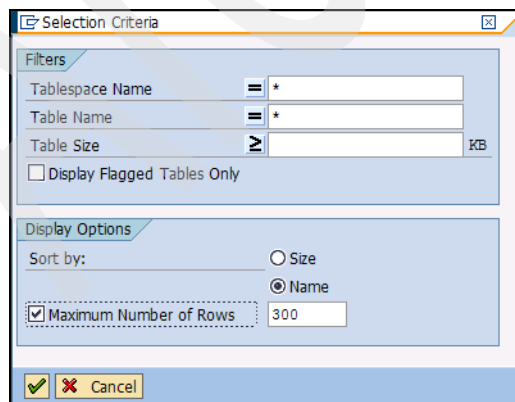 Selection Criteria
Filters
Tablespace Name = *
Table Name = *
Table Size ≥ KB
Display Flagged Tables Only
Display Options
Sort by: Size
Name
Maximum Number of Rows 300
Cancel